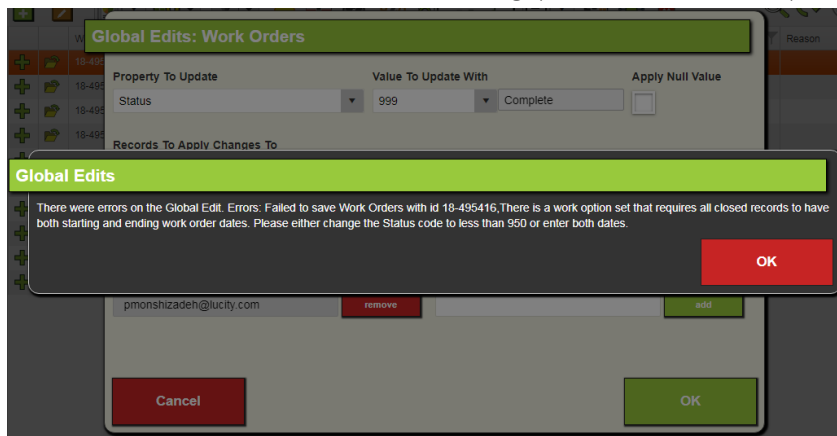 Global Edits: Work Orders
Reason
18-495
Property To Update Value To Update With Apply Null Value
18-495
Status 999 Complete
18-495
18-495
Records To Apply Changes To
Global Edits
There were errors on the Global Edit. Errors: Failed to save Work Orders with id 18-495416,There is a work option set that requires all closed records to have
both starting and ending work order dates. Please either change the Status code to less than 950 or enter both dates.
OK
pmonshizadeh@lucity.com remove add
Cancel OK